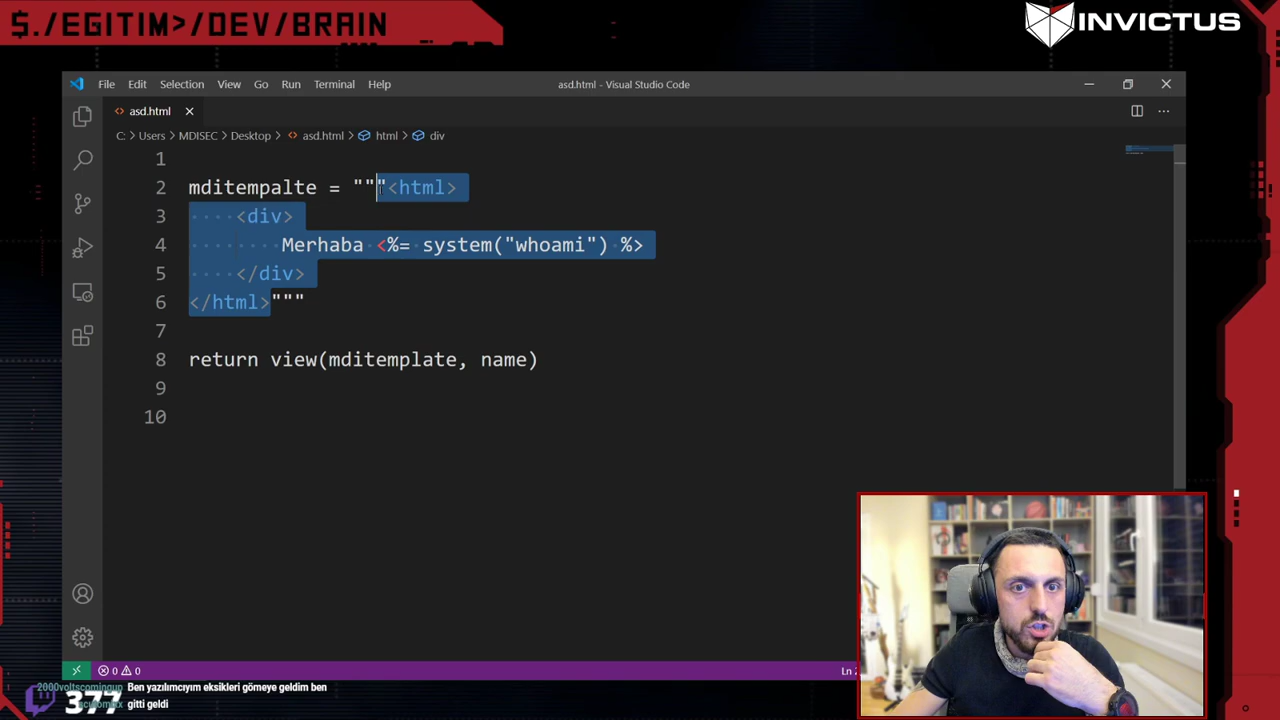 $./EGITIM>/DEV/BRAIN
INVICTUS
File Edit Selection View Go Run Terminal Help
asd.html - Visual Studio Code
asd.html
C: > Users > MDISEC > Desktop > asd.html > html > div
1
2 mditempalte = """<html>
3 ····<div>
4 ········Merhaba·<%=·system("whoami")·%>
5 ····</div>
6 </html>"""
7
8 return view(mditemplate, name)
9
10
0 0
2000voltscomingup Ben yazılımcıyım eksikleri gömeye geldim ben
377
gitti geldi